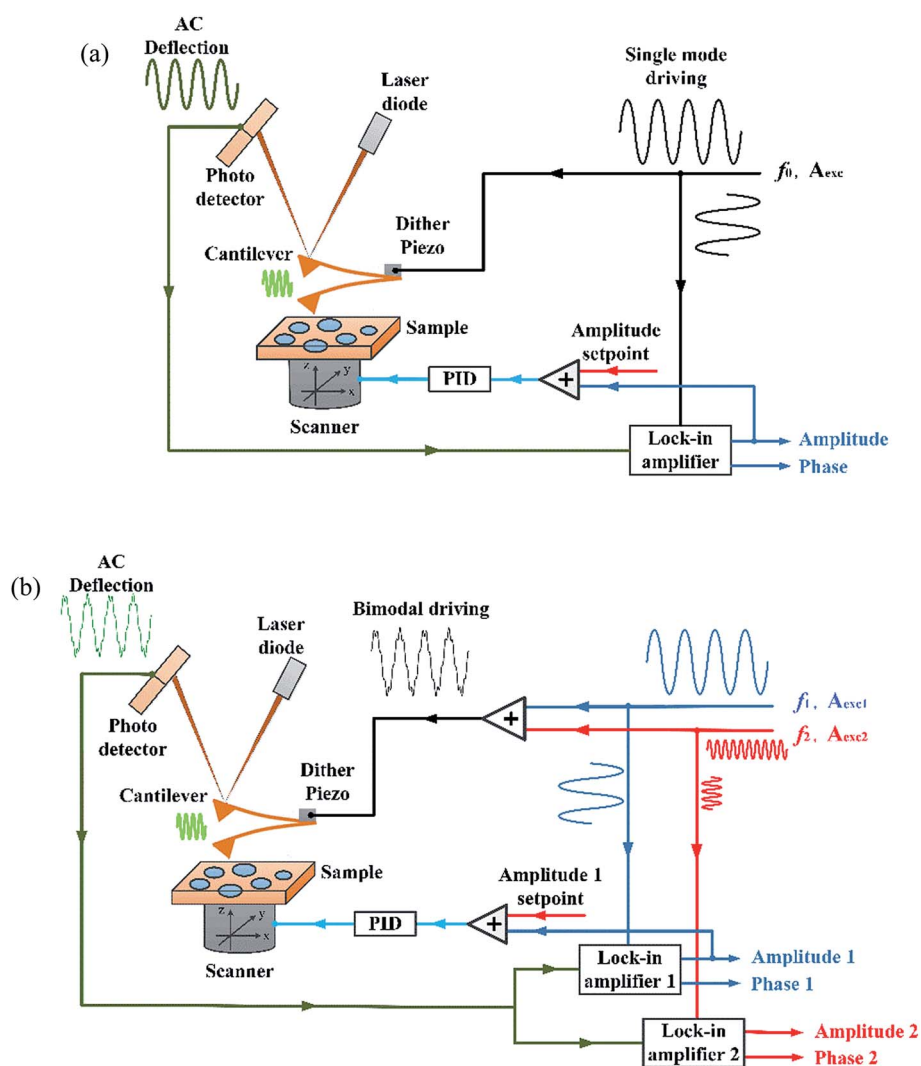 (a)
AC
Deflection
Laser
diode
Single mode
driving
Photo
detector
f0, Aexc
Dither
Piezo
Cantilever
Sample
Amplitude
setpoint
PID
+
z
y
x
Scanner
Lock-in
amplifier
Amplitude
Phase
(b)
AC
Deflection
Laser
diode
Bimodal driving
Photo
detector
f1, Aexc1
+
f2, Aexc2
Dither
Piezo
Cantilever
Sample
Amplitude 1
setpoint
PID
+
z
y
x
Scanner
Lock-in
amplifier 1
Amplitude 1
Phase 1
Lock-in
amplifier 2
Amplitude 2
Phase 2